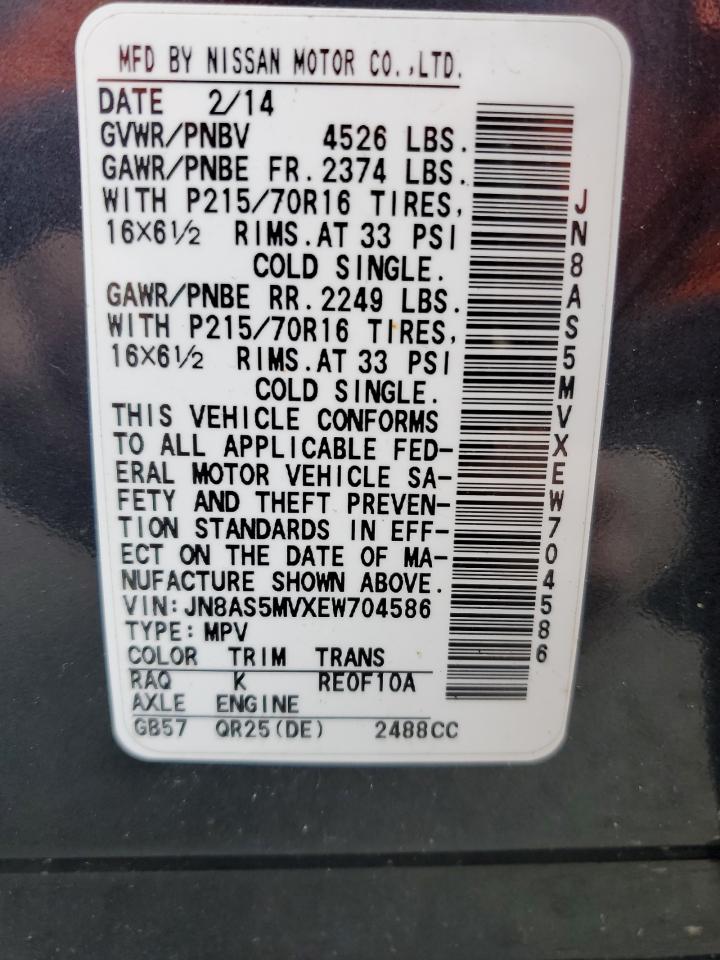 MFD BY NISSAN MOTOR CO.,LTD.
DATE 2/14
GVWR/PNBV 4526 LBS.
GAWR/PNBE FR. 2374 LBS.
WITH P215/70R16 TIRES,
16×6½ RIMS.AT 33 PSI
COLD SINGLE.
GAWR/PNBE RR. 2249 LBS.
WITH P215/70R16 TIRES,
16×6½ RIMS.AT 33 PSI
COLD SINGLE.
THIS VEHICLE CONFORMS
TO ALL APPLICABLE FED-
ERAL MOTOR VEHICLE SA-
FETY AND THEFT PREVEN-
TION STANDARDS IN EFF-
ECT ON THE DATE OF MA-
NUFACTURE SHOWN ABOVE.
VIN:JN8AS5MVXEW704586
TYPE:MPV
COLOR TRIM TRANS
RAQ K RE0F10A
AXLE ENGINE
GB57 QR25(DE) 2488CC
JN8AS5MVXEW704586